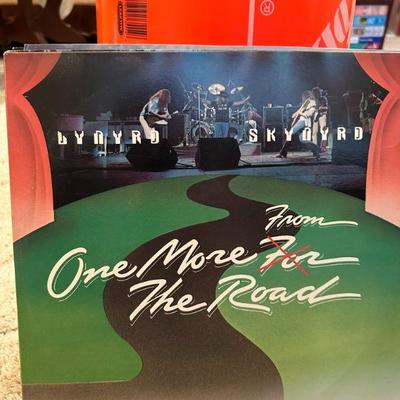 LYNYRD SKYNYRD
From
One More For
The Road